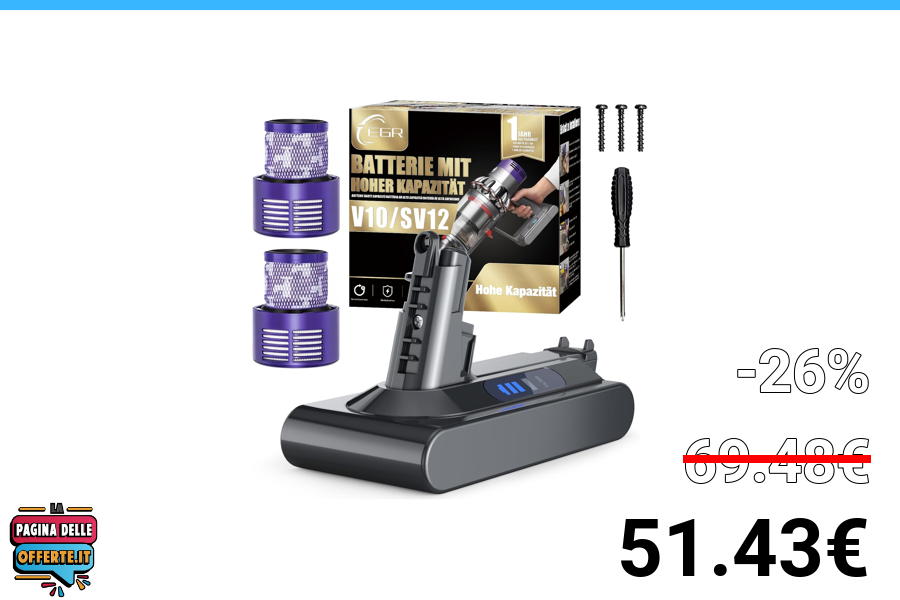 EGR
1 JAHR
BATTERIE MIT
HOHER KAPAZITÄT
V10/SV12
Hohe Kapazität
-26%
69.48€
51.43€
LA
PAGINA DELLE
OFFERTE.IT